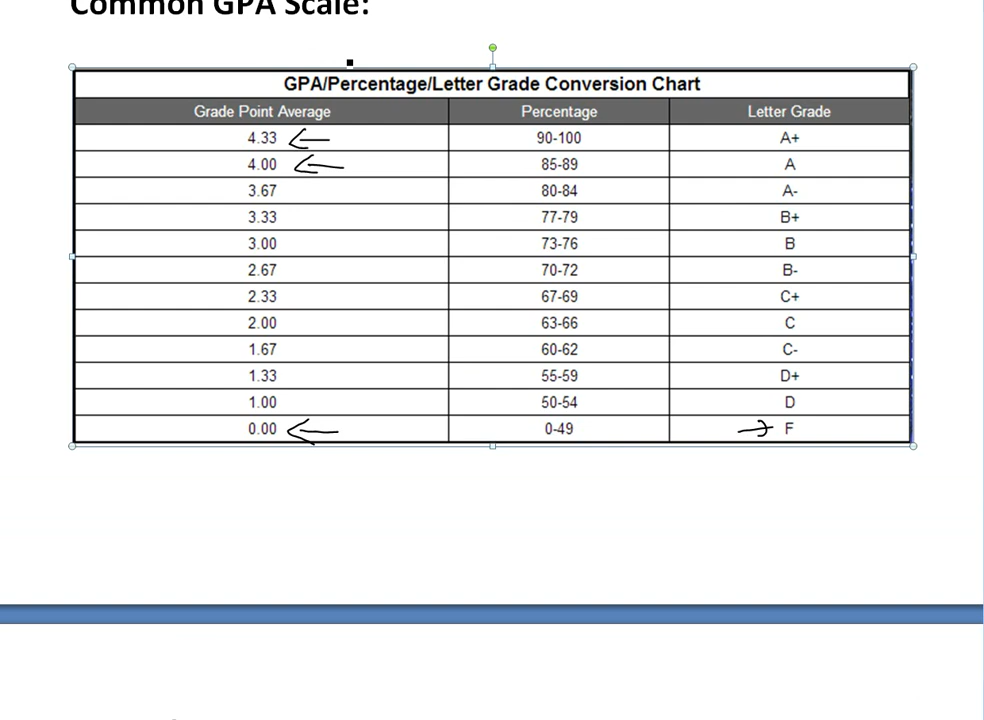 Common GPA Scale:
GPA/Percentage/Letter Grade Conversion Chart
Grade Point Average Percentage Letter Grade
4.33 90-100 A+
4.00 85-89 A
3.67 80-84 A-
3.33 77-79 B+
3.00 73-76 B
2.67 70-72 B-
2.33 67-69 C+
2.00 63-66 C
1.67 60-62 C-
1.33 55-59 D+
1.00 50-54 D
0.00 0-49 F